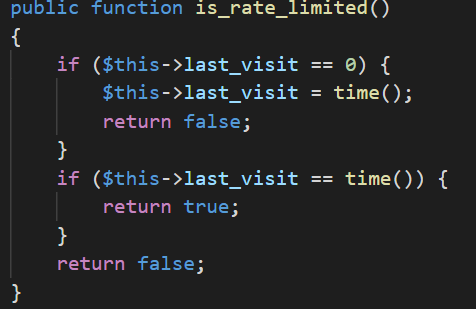 public function is_rate_limited()
{
    if ($this->last_visit == 0) {
        $this->last_visit = time();
        return false;
    }
    if ($this->last_visit == time()) {
        return true;
    }
    return false;
}